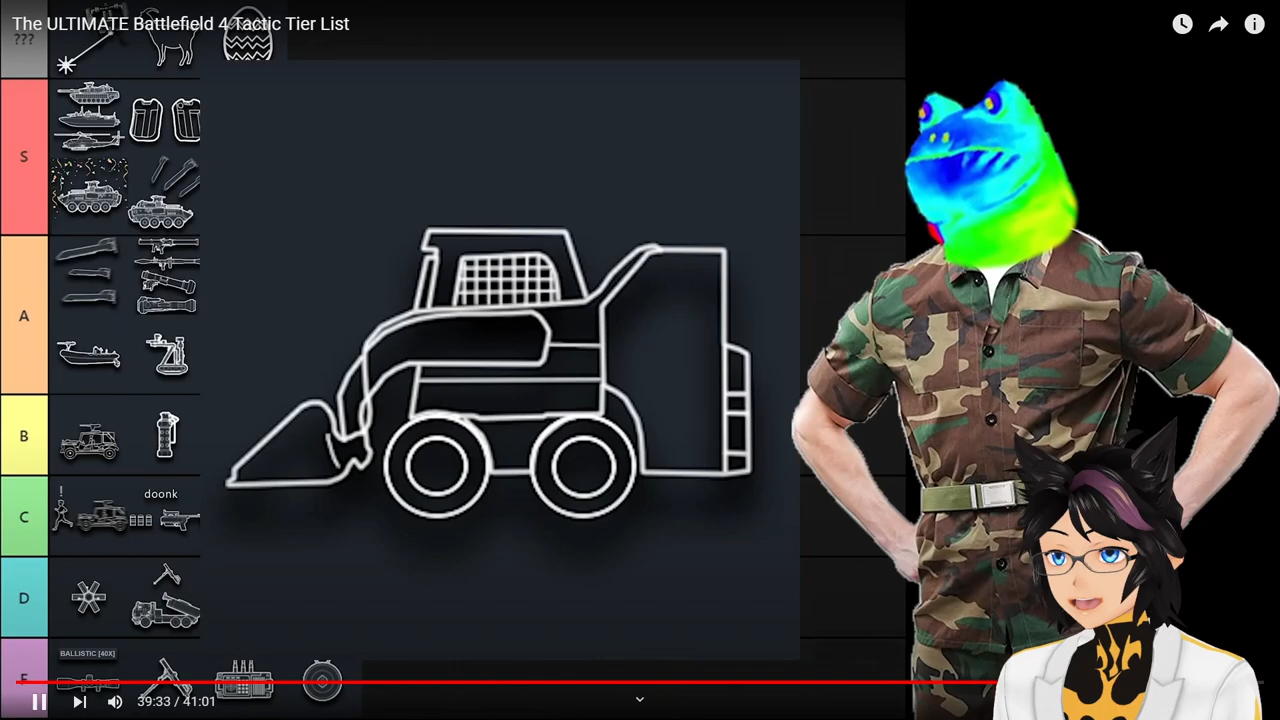 The ULTIMATE Battlefield 4 Tactic Tier List
???
S
A
B
C
!
doonk
D
BALLISTIC [40X]
F
39:33 / 41:01